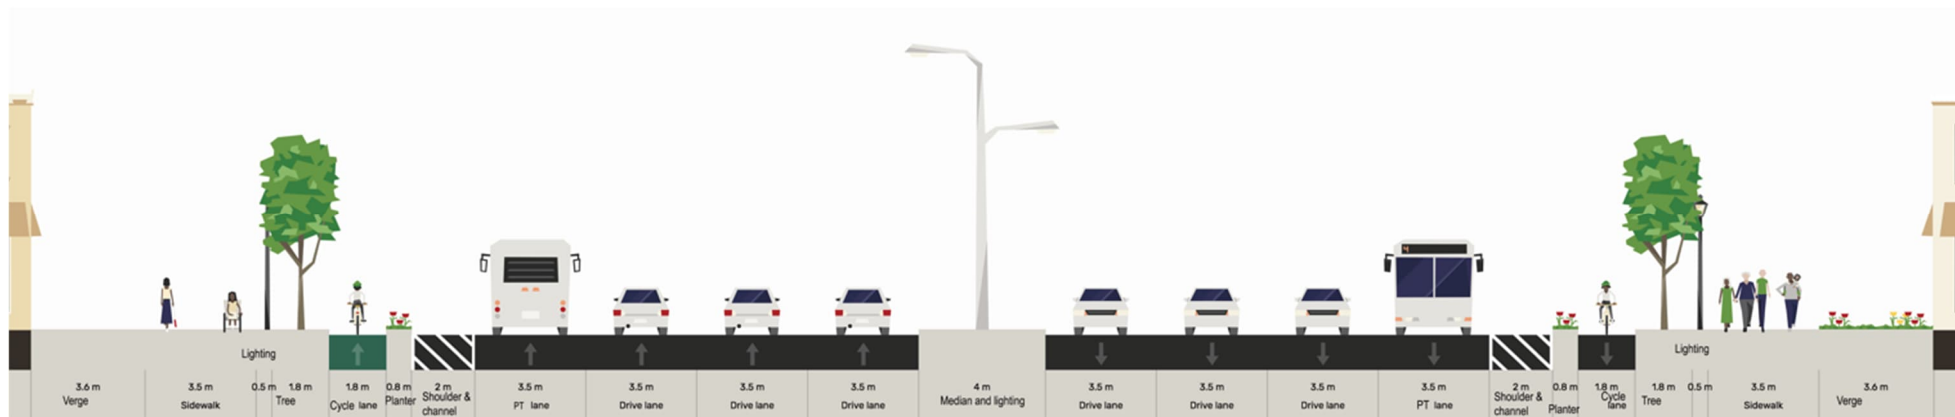 4
Lighting
Lighting
3.6 m
3.5 m
0.5 m
1.8 m
1.8 m
0.8 m
2 m
3.5 m
3.5 m
3.5 m
3.5 m
4 m
3.5 m
3.5 m
3.5 m
3.5 m
2 m
0.8 m
1.8 m
1.8 m
0.5 m
3.5 m
3.6 m
Verge
Sidewalk
Tree
Cycle lane
Planter
Shoulder &
channel
PT lane
Drive lane
Drive lane
Drive lane
Median and lighting
Drive lane
Drive lane
Drive lane
PT lane
Shoulder &
channel
Planter
Cycle
lane
Tree
Sidewalk
Verge